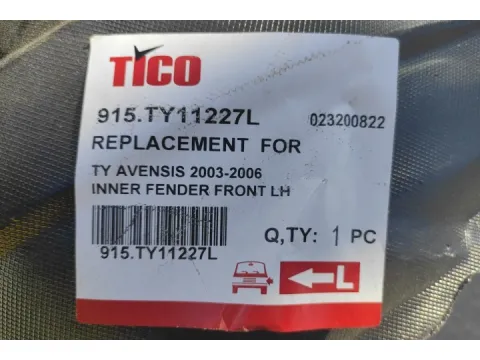 TICO
915.TY11227L 023200822
REPLACEMENT FOR
TY AVENSIS 2003-2006
INNER FENDER FRONT LH
915.TY11227L
Q,TY: 1 PC
L